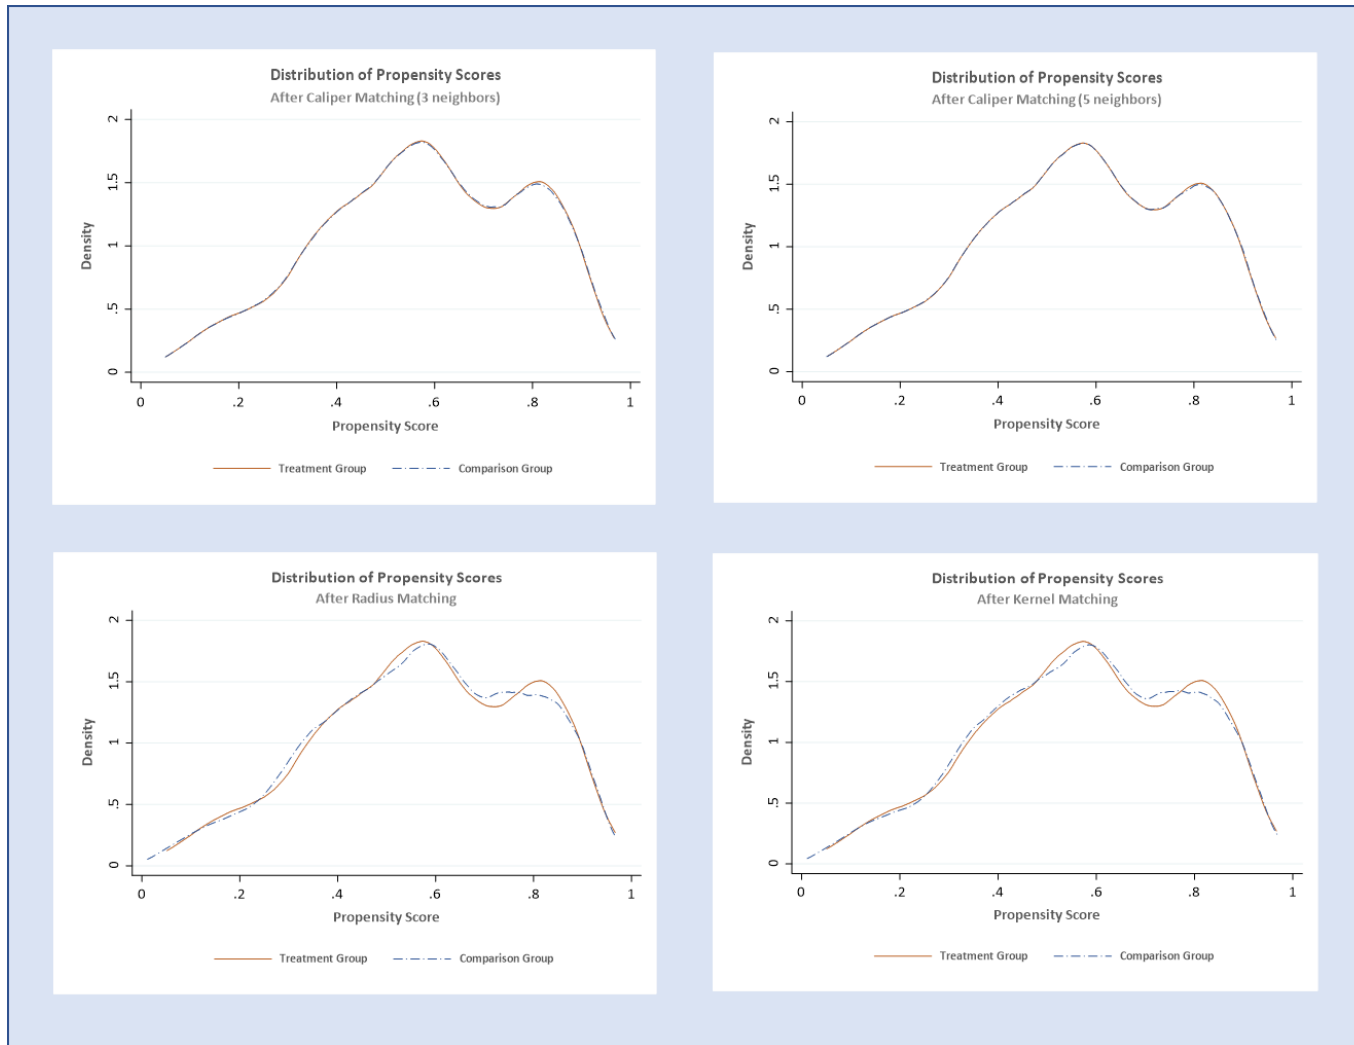 Distribution of Propensity Scores
After Caliper Matching (3 neighbors)
2
1.5
1
.5
0
Density
0 .2 .4 .6 .8 1
Propensity Score
Treatment Group Comparison Group
Distribution of Propensity Scores
After Caliper Matching (5 neighbors)
2
1.5
1
.5
0
Density
0 .2 .4 .6 .8 1
Propensity Score
Treatment Group Comparison Group
Distribution of Propensity Scores
After Radius Matching
2
1.5
1
.5
0
Density
0 .2 .4 .6 .8 1
Propensity Score
Treatment Group Comparison Group
Distribution of Propensity Scores
After Kernel Matching
2
1.5
1
.5
0
Density
0 .2 .4 .6 .8 1
Propensity Score
Treatment Group Comparison Group